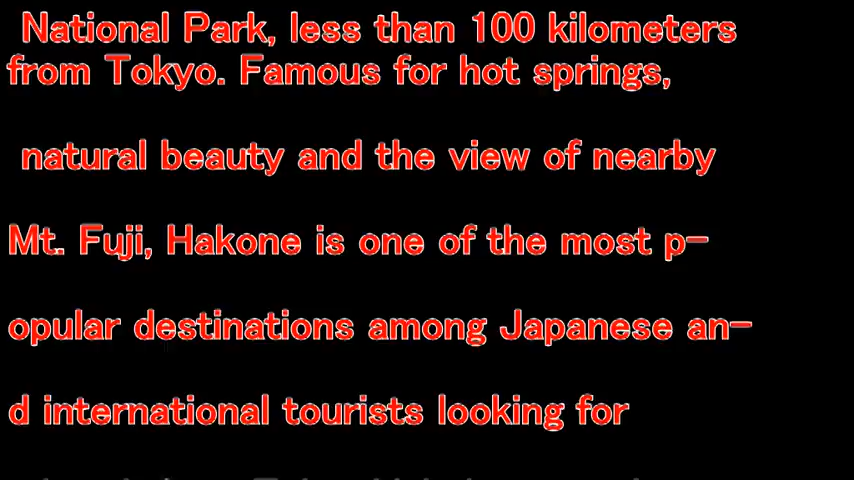 National Park, less than 100 kilometers
from Tokyo. Famous for hot springs,
natural beauty and the view of nearby
Mt. Fuji, Hakone is one of the most p-
opular destinations among Japanese an-
d international tourists looking for